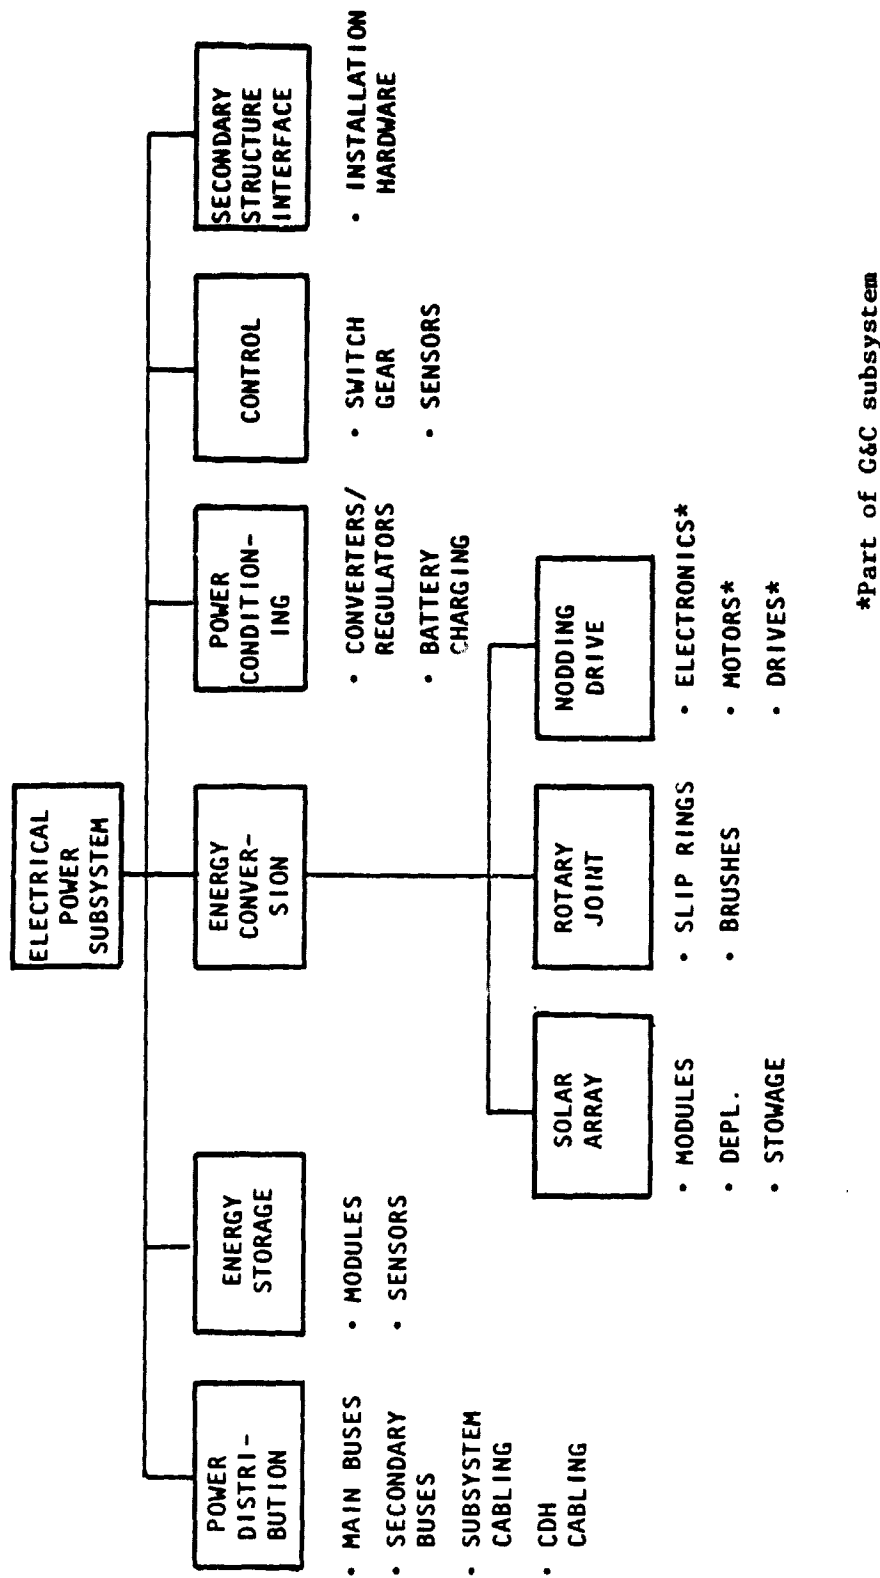 ELECTRICAL
POWER
SUBSYSTEM
POWER
DISTRI-
BUTION
• MAIN BUSES
• SECONDARY
BUSES
• SUBSYSTEM
CABLING
• CDH
CABLING
ENERGY
STORAGE
• MODULES
• SENSORS
ENERGY
CONVER-
SION
POWER
CONDITION-
ING
• CONVERTERS/
REGULATORS
• BATTERY
CHARGING
CONTROL
• SWITCH
GEAR
• SENSORS
SECONDARY
STRUCTURE
INTERFACE
• INSTALLATION
HARDWARE
SOLAR
ARRAY
• MODULES
• DEPL.
• STOWAGE
ROTARY
JOINT
• SLIP RINGS
• BRUSHES
NODDING
DRIVE
• ELECTRONICS*
• MOTORS*
• DRIVES*
*Part of G&C subsystem